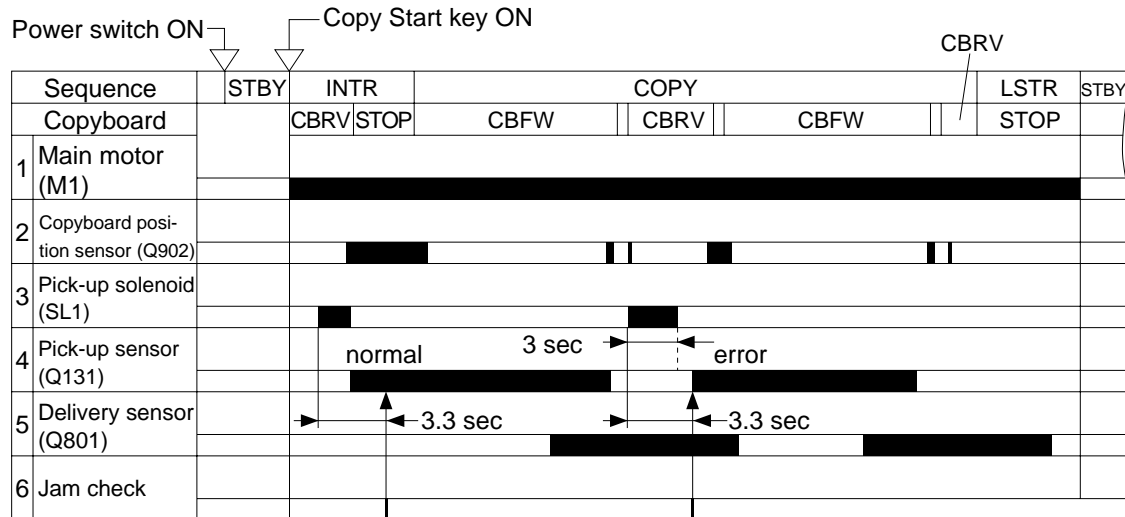 Power switch ON
Copy Start key ON
CBRV
Sequence STBY INTR COPY LSTR STBY
Copyboard CBRV STOP CBFW CBRV CBFW STOP
1 Main motor
(M1)
2 Copyboard posi-
tion sensor (Q902)
3 Pick-up solenoid
(SL1)
4 Pick-up sensor
(Q131)
normal 3 sec error
5 Delivery sensor
(Q801)
3.3 sec 3.3 sec
6 Jam check